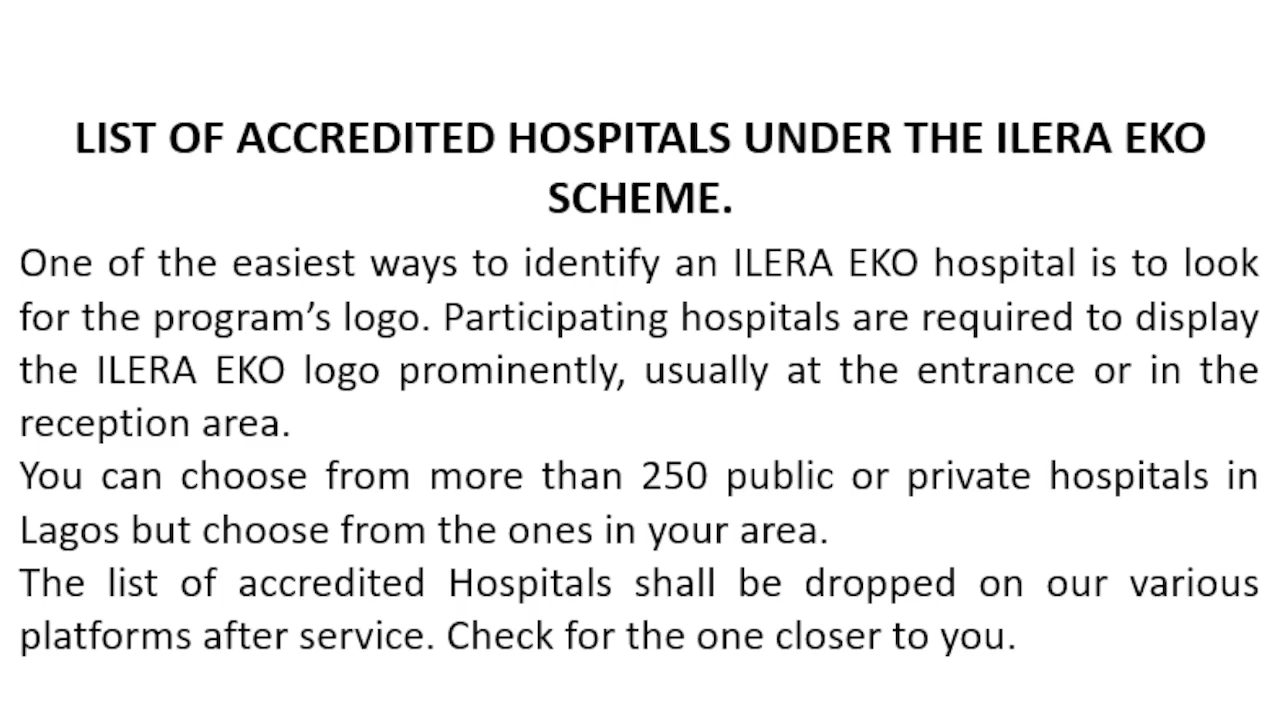 LIST OF ACCREDITED HOSPITALS UNDER THE ILERA EKO
SCHEME.
One of the easiest ways to identify an ILERA EKO hospital is to look
for the program’s logo. Participating hospitals are required to display
the ILERA EKO logo prominently, usually at the entrance or in the
reception area.
You can choose from more than 250 public or private hospitals in
Lagos but choose from the ones in your area.
The list of accredited Hospitals shall be dropped on our various
platforms after service. Check for the one closer to you.